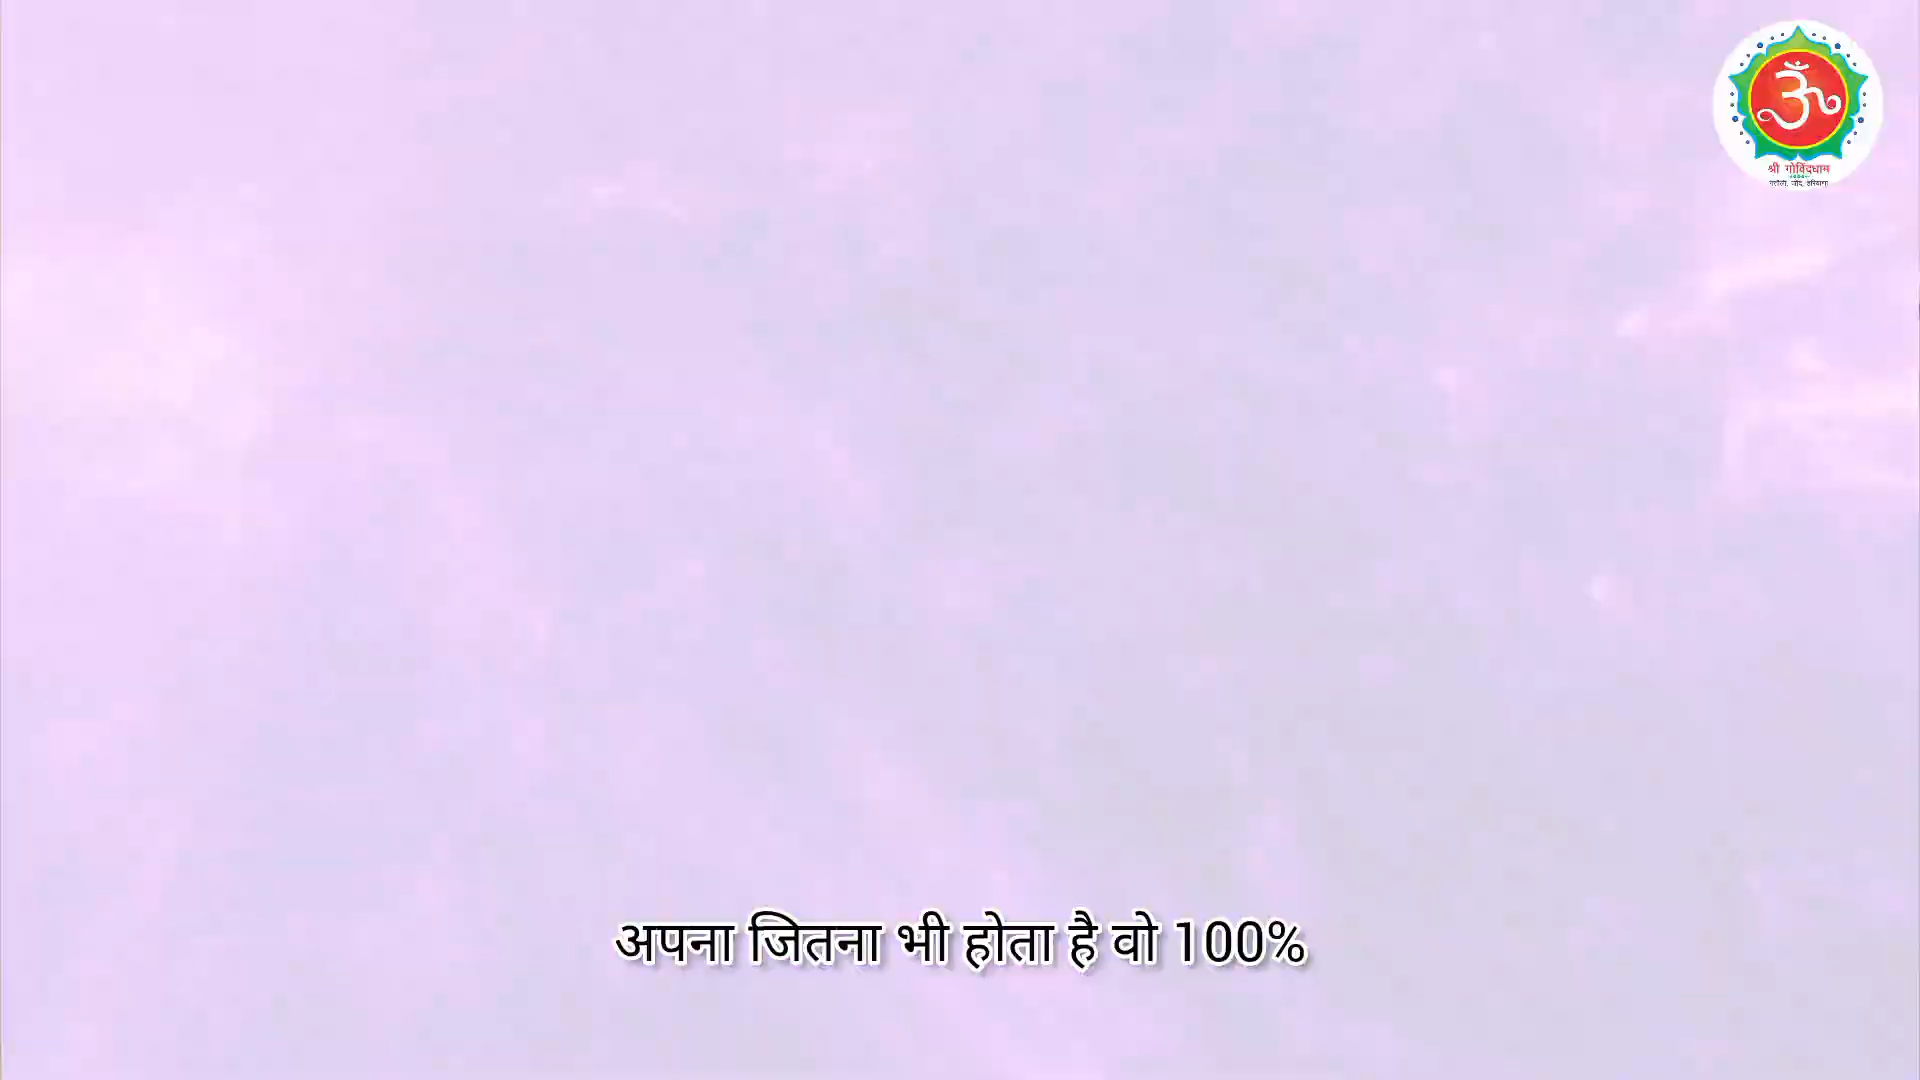 ॐ
श्री गोविंदधाम
अपना जितना भी होता है वो 100%